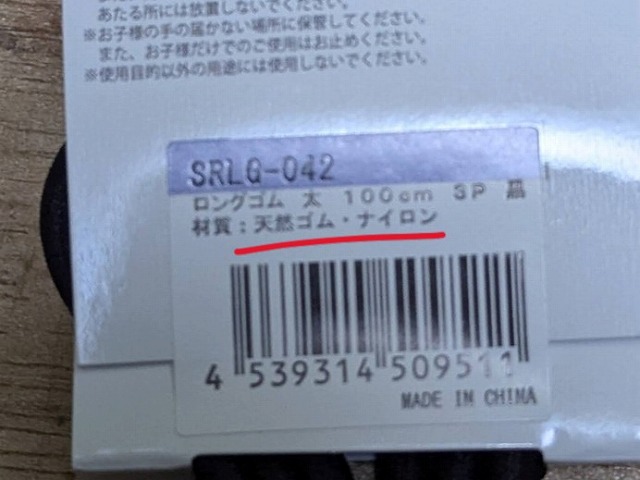 あたる所には放置しないでください。
※お子様の手の届かない場所に保管してください。
また、お子様だけでのご使用はお止めください。
※使用目的以外の用途には使用しないでください。
SRLG-042
ロングゴム 太 100cm 3P 黒
材質:天然ゴム・ナイロン
4 539314 509511
MADE IN CHINA